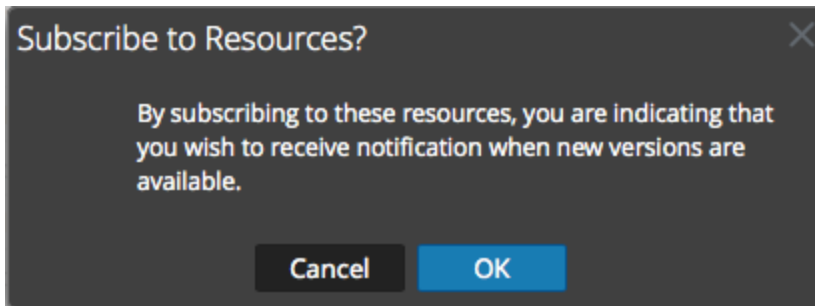 Subscribe to Resources?
By subscribing to these resources, you are indicating that
you wish to receive notification when new versions are
available.
Cancel
OK